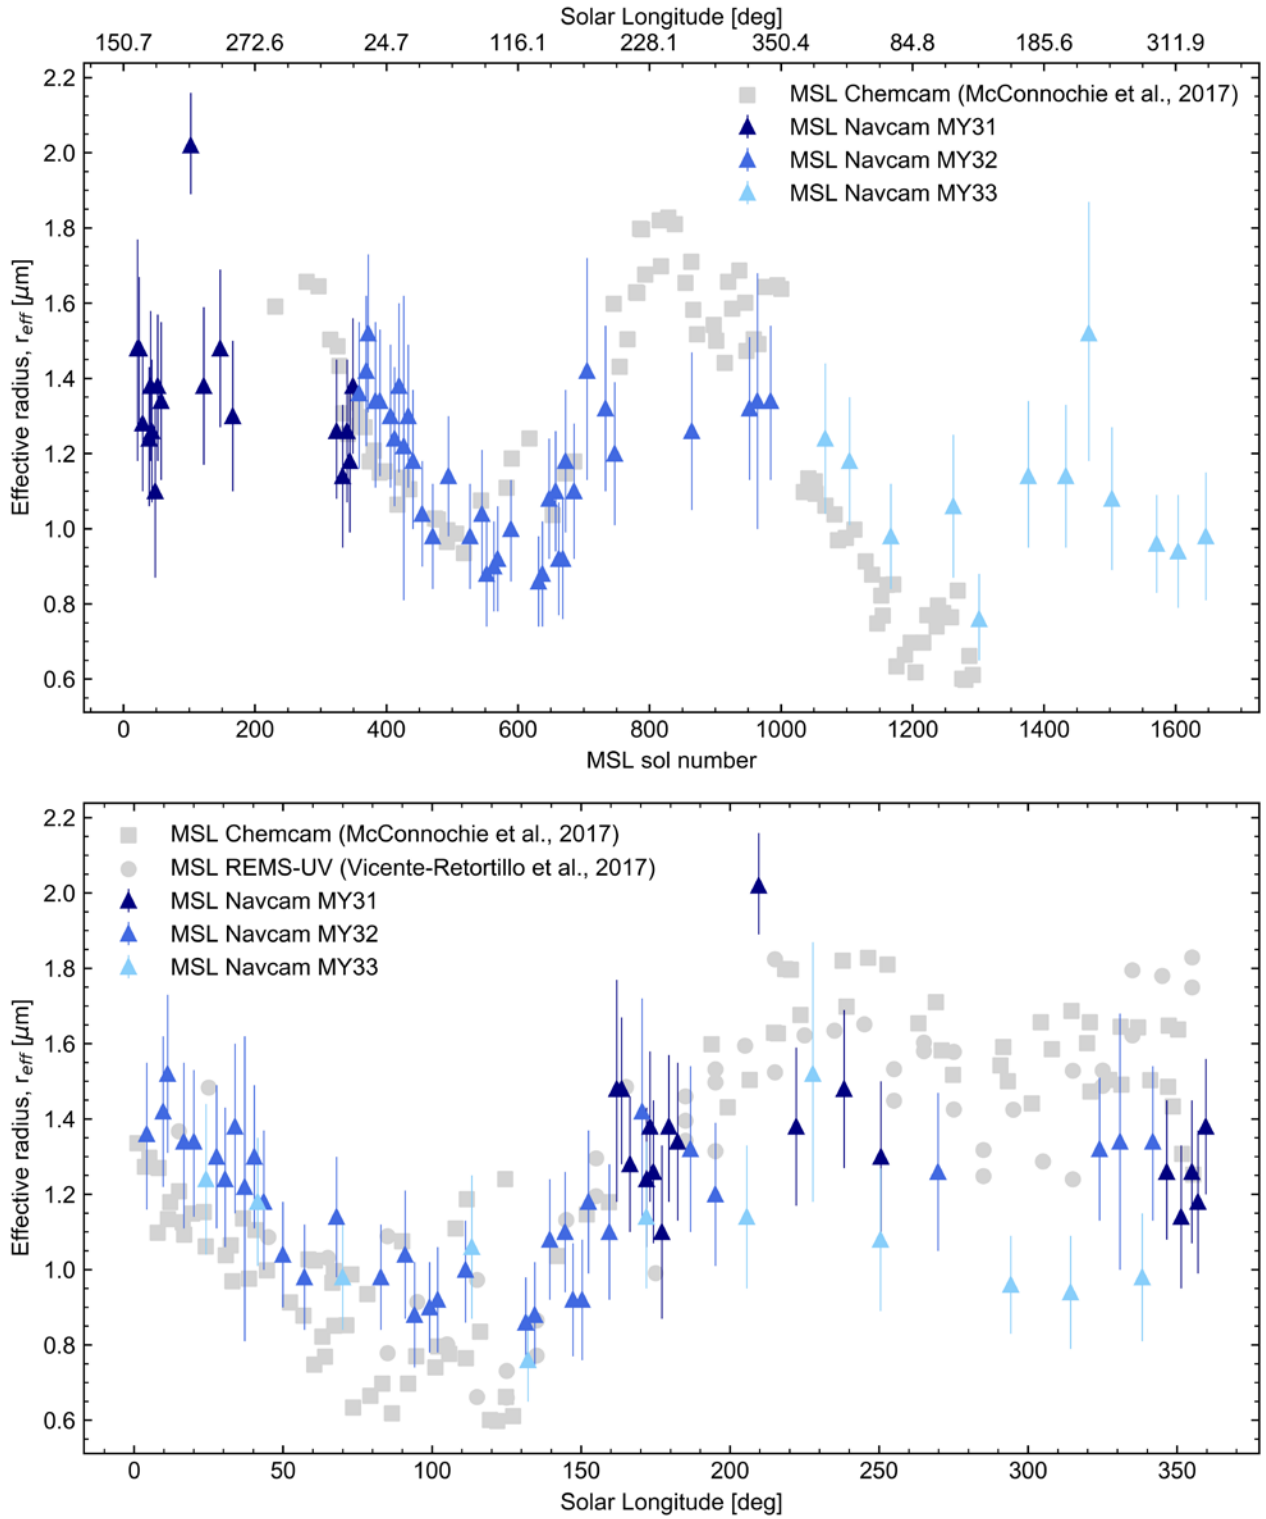 Solar Longitude [deg]
150.7 272.6 24.7 116.1 228.1 350.4 84.8 185.6 311.9
2.2
2.0
1.8
1.6
1.4
1.2
1.0
0.8
0.6
Effective radius, r_eff [μm]
MSL Chemcam (McConnochie et al., 2017)
MSL Navcam MY31
MSL Navcam MY32
MSL Navcam MY33
0 200 400 600 800 1000 1200 1400 1600
MSL sol number
2.2
2.0
1.8
1.6
1.4
1.2
1.0
0.8
0.6
Effective radius, r_eff [μm]
MSL Chemcam (McConnochie et al., 2017)
MSL REMS-UV (Vicente-Retortillo et al., 2017)
MSL Navcam MY31
MSL Navcam MY32
MSL Navcam MY33
0 50 100 150 200 250 300 350
Solar Longitude [deg]